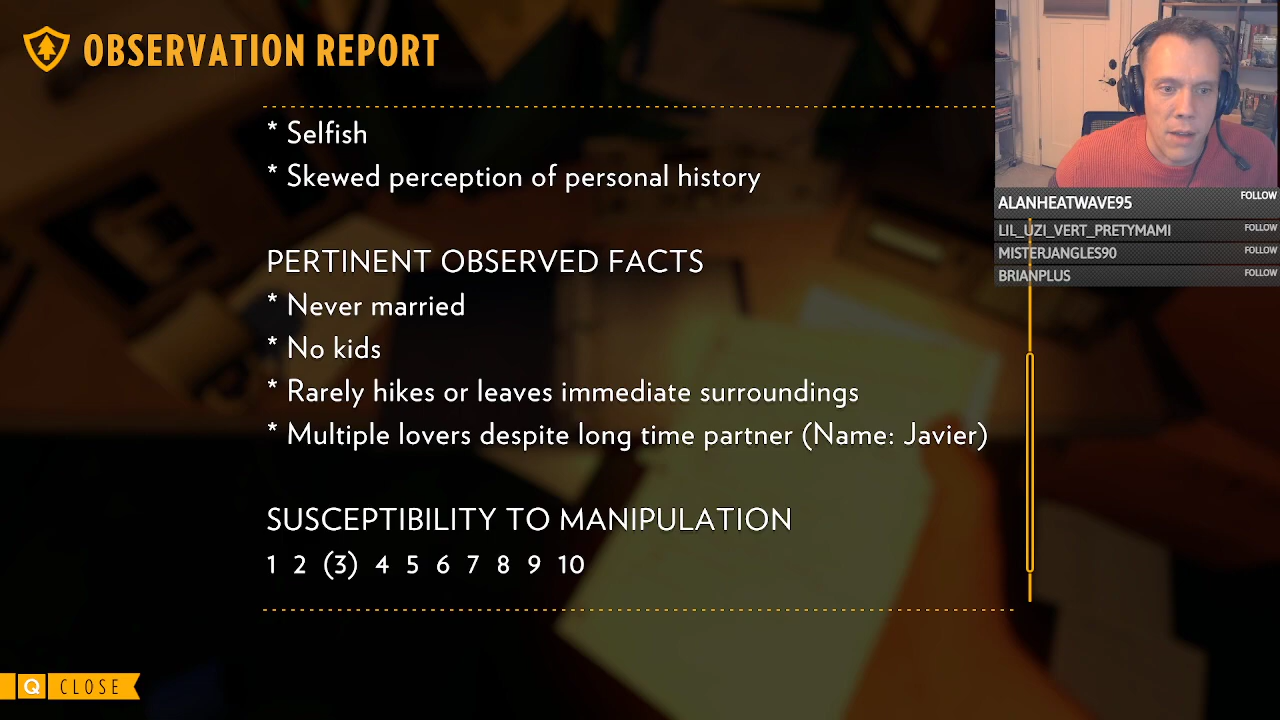 OBSERVATION REPORT
* Selfish
* Skewed perception of personal history
PERTINENT OBSERVED FACTS
* Never married
* No kids
* Rarely hikes or leaves immediate surroundings
* Multiple lovers despite long time partner (Name: Javier)
SUSCEPTIBILITY TO MANIPULATION
1 2 (3) 4 5 6 7 8 9 10
Q CLOSE
ALANHEATWAVE95 FOLLOW
LIL_UZI_VERT_PRETYMAMI FOLLOW
MISTERJANGLES90 FOLLOW
BRIANPLUS FOLLOW